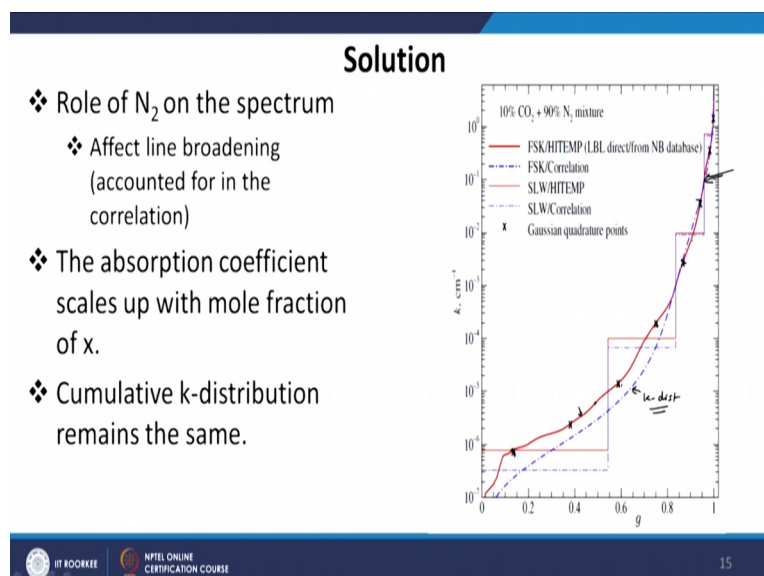 Solution
❖ Role of N2 on the spectrum
❖ Affect line broadening
(accounted for in the
correlation)
❖ The absorption coefficient
scales up with mole fraction
of x.
❖ Cumulative k-distribution
remains the same.
10% CO2 + 90% N2 mixture
FSK/HITEMP (LBL direct/from NB database)
FSK/Correlation
SLW/HITEMP
SLW/Correlation
x Gaussian quadrature points
10^0
10^-1
10^-2
10^-3
10^-4
10^-5
10^-6
10^-7
k, cm^-1
k-dist
0 0.2 0.4 0.6 0.8 1
g
IIT ROORKEE
NPTEL ONLINE
CERTIFICATION COURSE
15